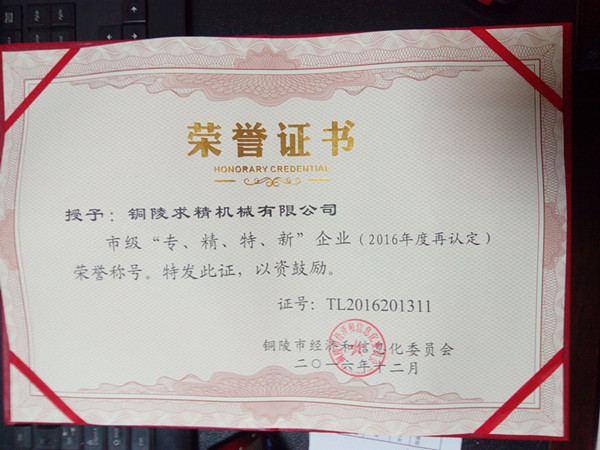 荣誉证书
HONORARY CREDENTIAL
授予：铜陵求精机械有限公司
市级“专、精、特、新”企业（2016年度再认定）
荣誉称号。特发此证，以资鼓励。
证号：TL2016201311
铜陵市经济和信息化委员会
二〇一六年十二月